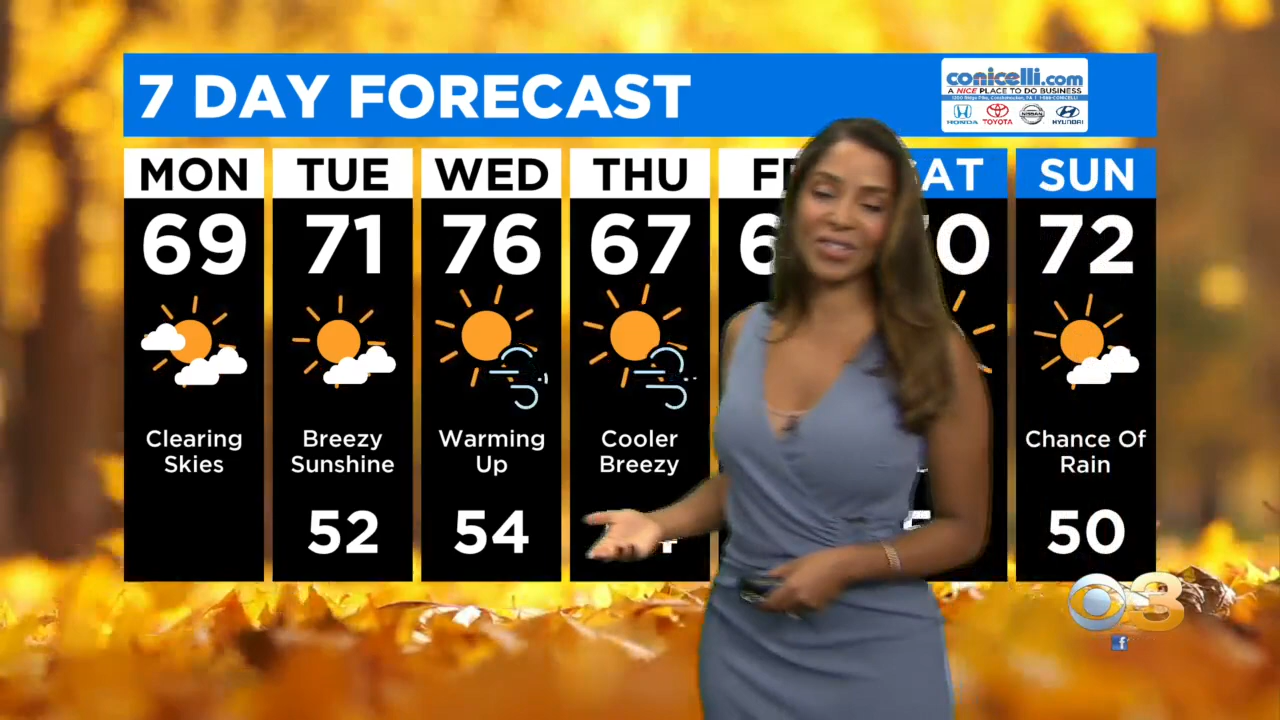 7 DAY FORECAST
conicelli.com
A NICE PLACE TO DO BUSINESS
HONDA TOYOTA NISSAN HYUNDAI
MON TUE WED THU SUN
69 71 76 67 72
Clearing Skies
Breezy Sunshine
Warming Up
Cooler Breezy
Chance Of Rain
52 54 50
3
f